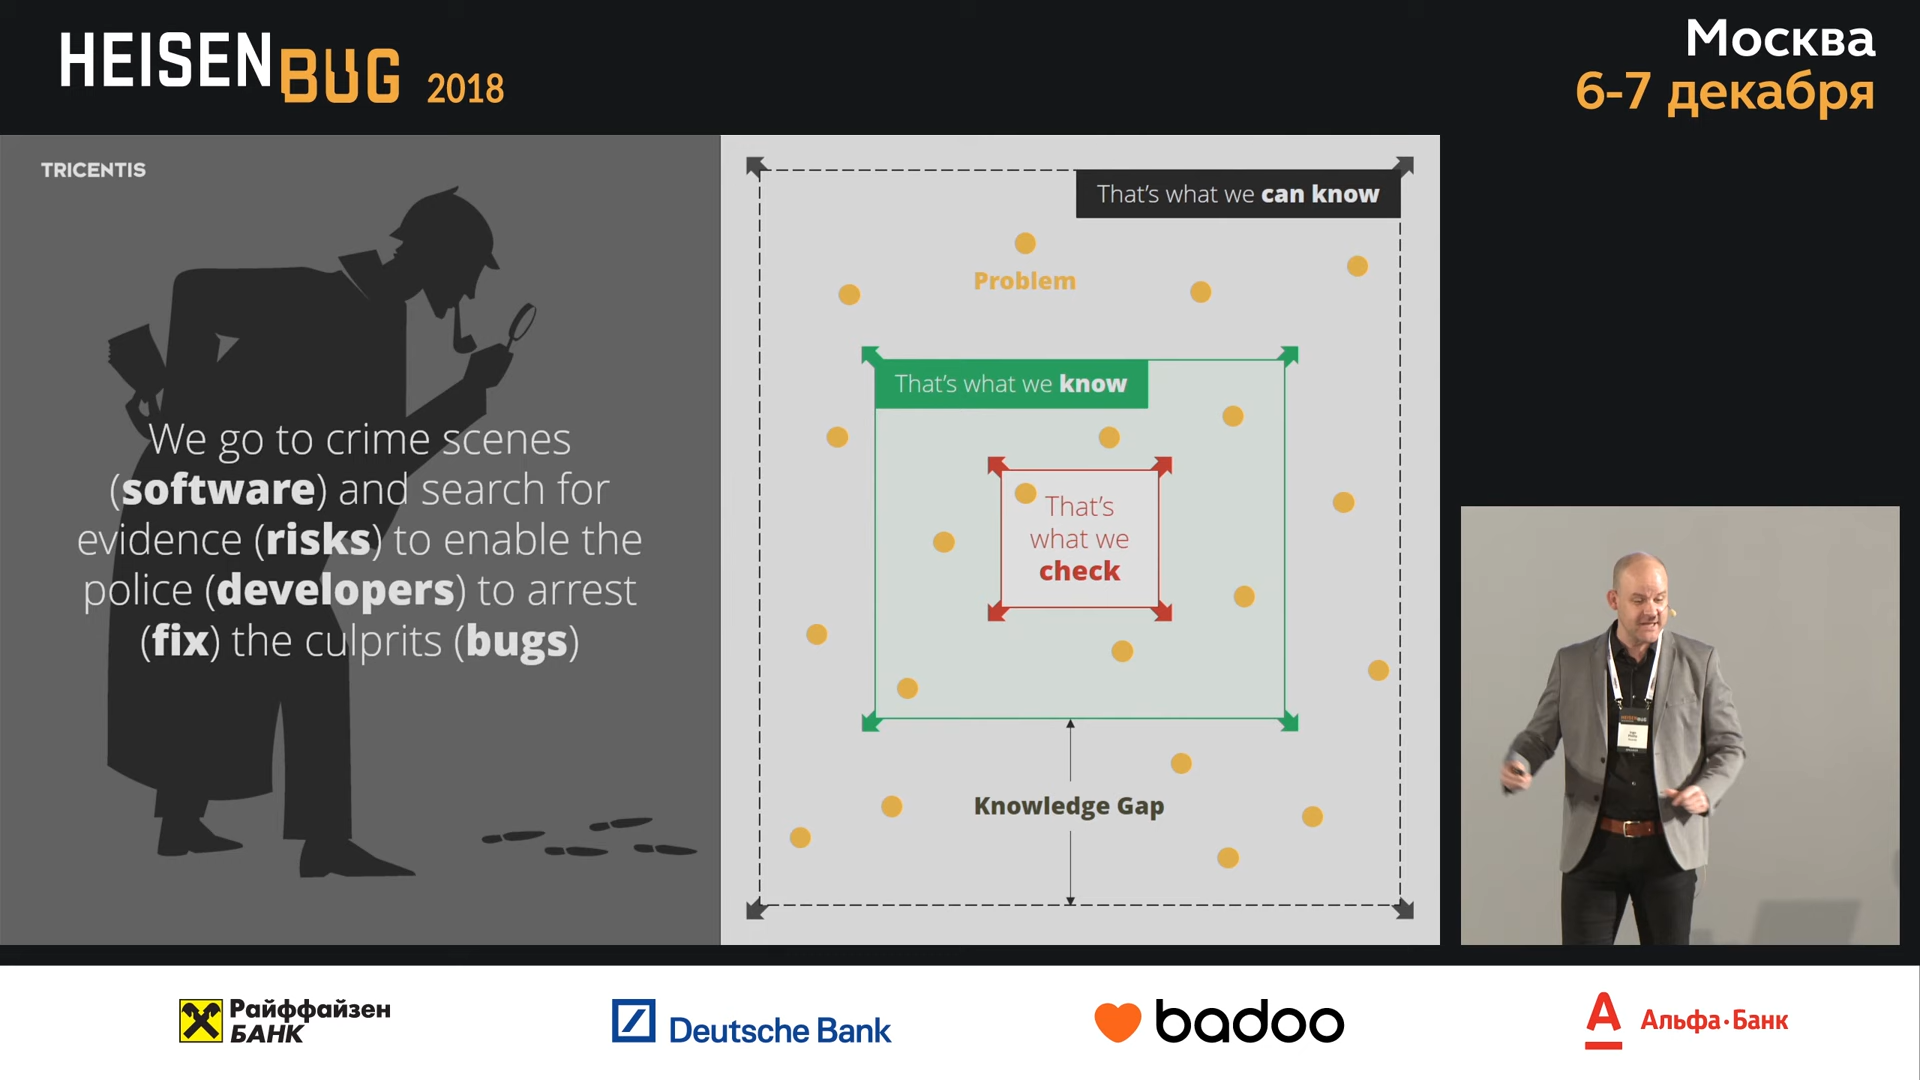 HEISENBUG 2018
Москва
6-7 декабря
TRICENTIS
We go to crime scenes
(software) and search for
evidence (risks) to enable the
police (developers) to arrest
(fix) the culprits (bugs)
That's what we can know
Problem
That's what we know
That's
what we
check
Knowledge Gap
HEISENBUG
Райффайзен
БАНК
Deutsche Bank
badoo
А
Альфа·Банк